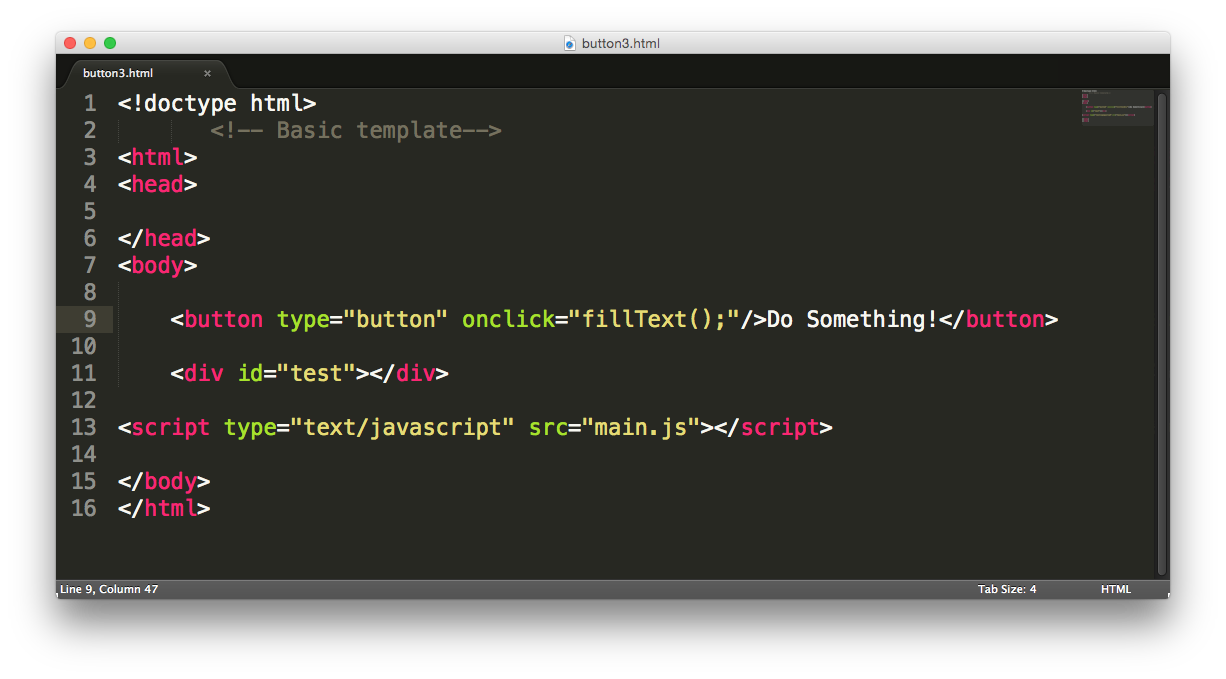 button3.html
button3.html ×
1 <!doctype html>
2 <!-- Basic template-->
3 <html>
4 <head>
5
6 </head>
7 <body>
8
9 <button type="button" onclick="fillText();"/>Do Something!</button>
10
11 <div id="test"></div>
12
13 <script type="text/javascript" src="main.js"></script>
14
15 </body>
16 </html>
Line 9, Column 47 Tab Size: 4 HTML